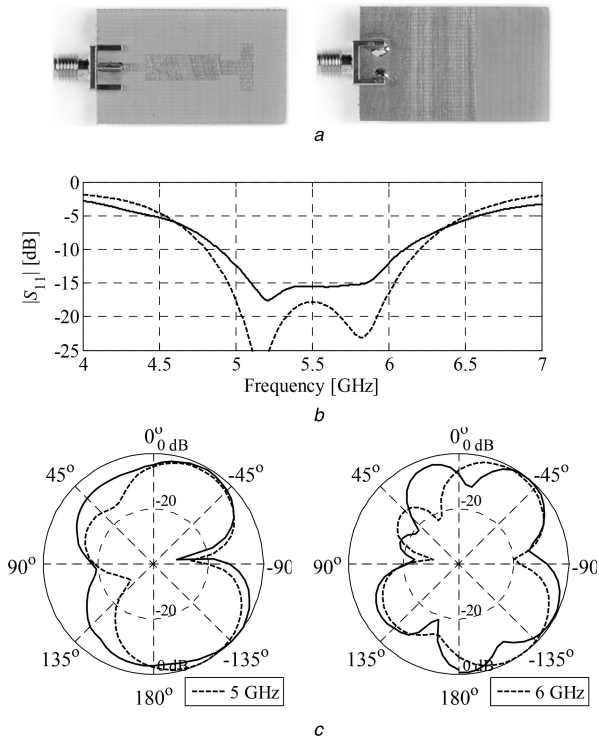 a
0
-5
-10
-15
-20
-25
|S11| [dB]
4 4.5 5 5.5 6 6.5 7
Frequency [GHz]
b
0o 0 dB
45o -45o
-20
90o -90
-20
135o 0 dB -135o
180o 5 GHz
0o 0 dB
45o -45o
-20
90o -90
-20
135o 0 dB -135o
180o 6 GHz
c